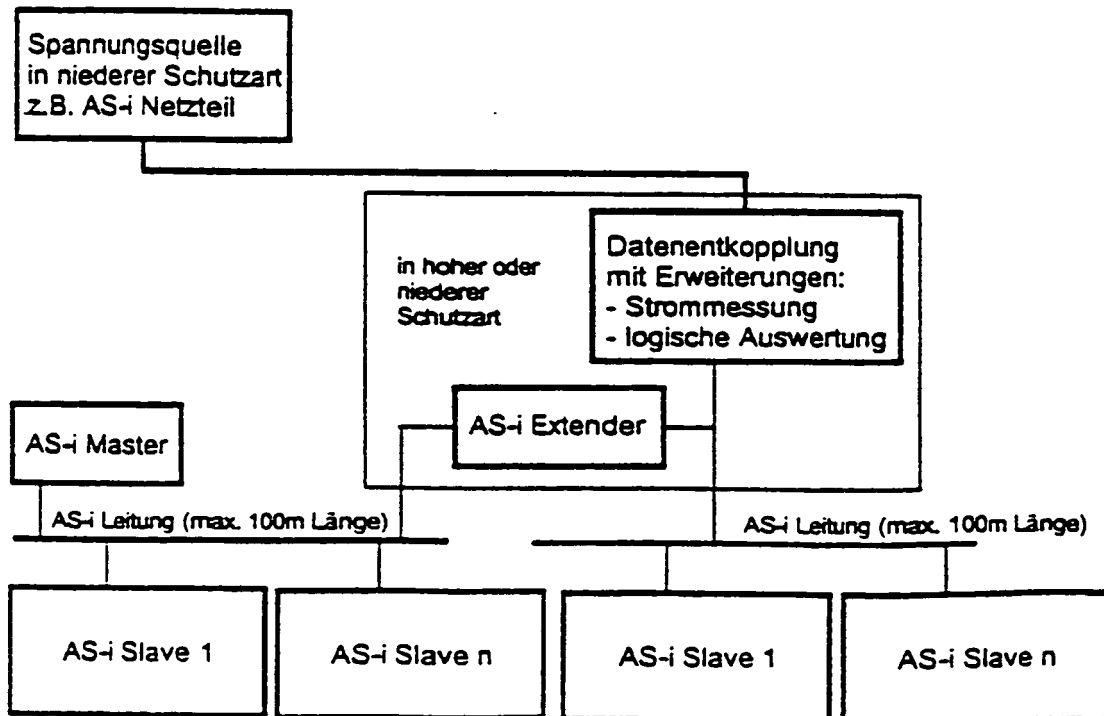 Spannungsquelle
in niederer Schutzart
z.B. AS-i Netzteil
in hoher oder
niederer
Schutzart
Datenentkopplung
mit Erweiterungen:
- Strommessung
- logische Auswertung
AS-i Extender
AS-i Master
AS-i Leitung (max. 100m Länge)
AS-i Leitung (max. 100m Länge)
AS-i Slave 1
AS-i Slave n
AS-i Slave 1
AS-i Slave n